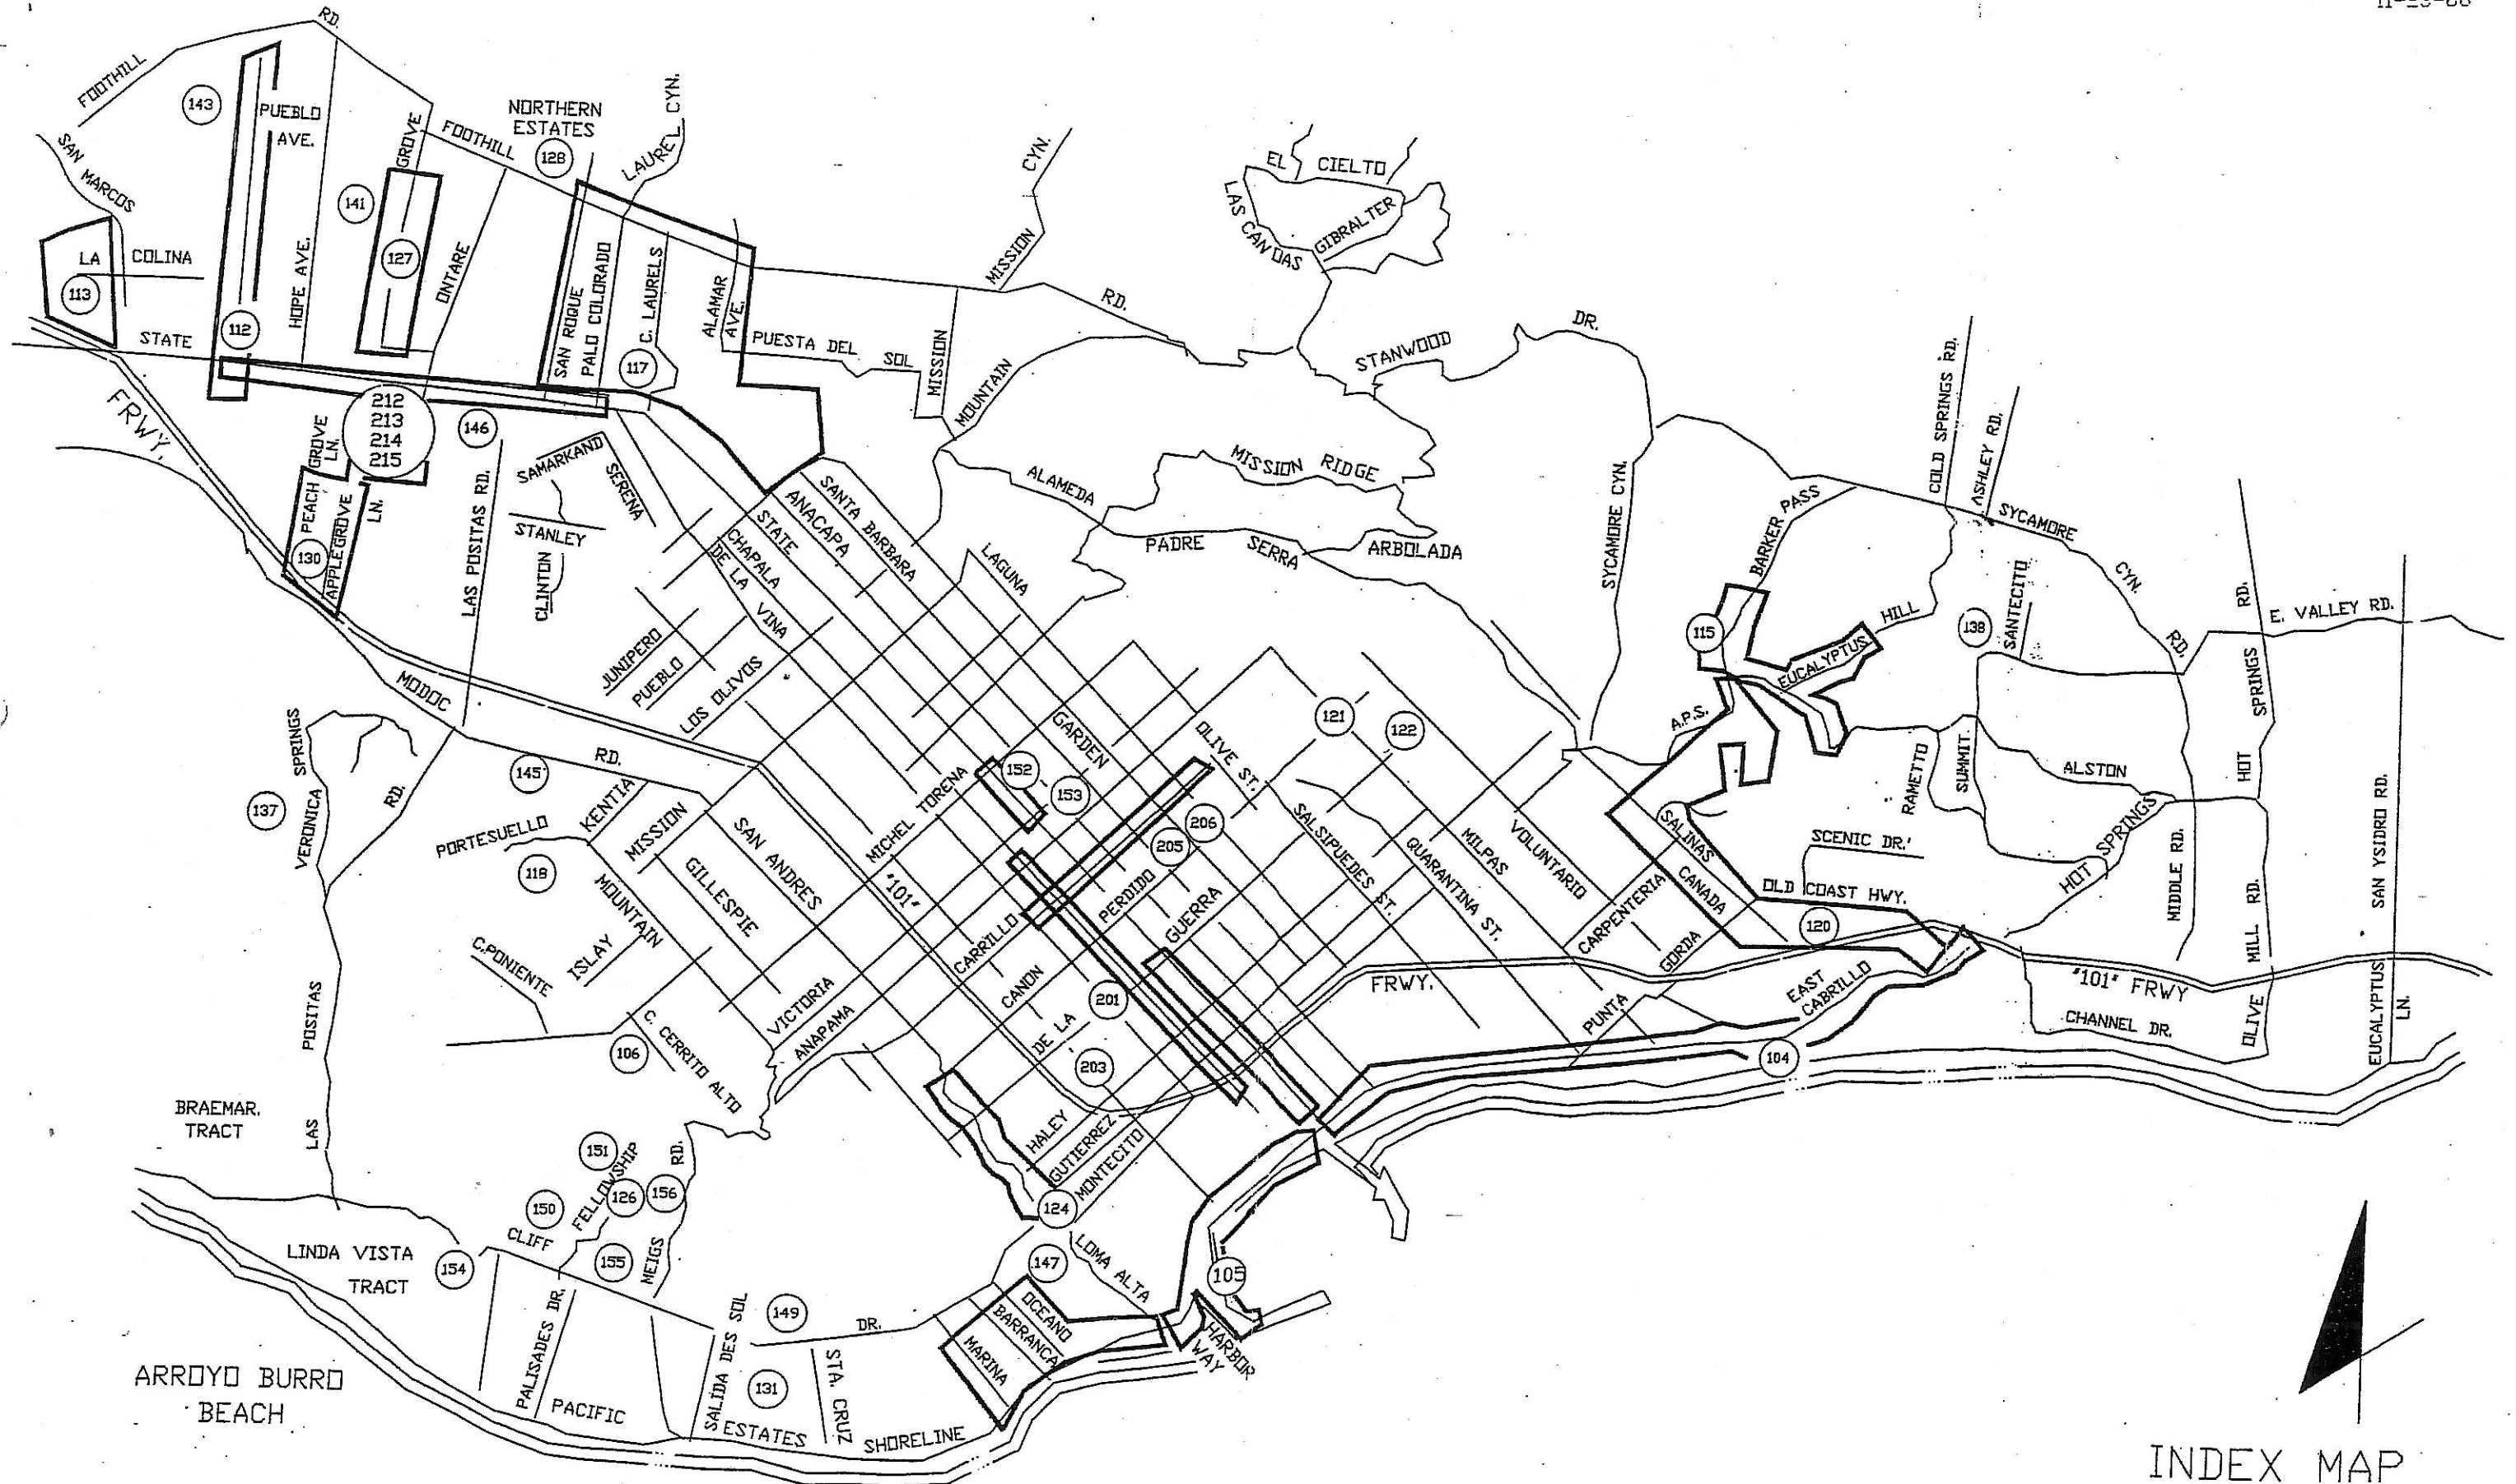 RD.
FOOTHILL
143
PUEBLO
AVE.
GROVE
FOOTHILL
NORTHERN
ESTATES
128
LAUREL CYN.
MISSION CYN.
EL CIELTO
LAS CANOAS
GIBRALTER
SAN MARCOS
LA COLINA
113
141
127
ONTARE
HOPE AVE.
112
STATE
SAN ROQUE
PALO COLORADO
C. LAURELS
117
ALAMAR
AVE.
PUESTA DEL SOL
MISSION
MOUNTAIN
RD.
STANWOOD
DR.
FRWY.
212
213
214
215
146
GROVE
LN.
PEACH
APPLEGROVE
LN.
130
LAS POSITAS RD.
SAMARKAND
SERENA
STANLEY
CLINTON
STATE
ANACAPA
SANTA BARBARA
CHAPALA
DE LA VINA
LAGUNA
ALAMEDA
PADRE SERRA
MISSION RIDGE
ARBOLADA
SYCAMORE CYN.
BARKER PASS
COLD SPRINGS RD.
ASHLEY RD.
SYCAMORE
CYN.
RD.
SANTECITO
138
HILL
115
EUCALYPTUS
E. VALLEY RD.
RD.
SPRINGS
HOT
JUNIPERO
PUEBLO
LOS OLIVOS
MODOC
RD.
VERONICA SPRINGS
RD.
137
145
KENTIA
PORTESUELLO
118
MISSION
GILLESPIE
SAN ANDRES
MOUNTAIN
ISLAY
C.PONIENTE
MICHEL TORENA
"101"
152
153
GARDEN
OLIVE ST.
121
122
206
205
SALSIPUEDES ST.
QUARANTINA ST.
MILPAS
VOLUNTARIO
CARPENTERIA
A.P.S.
SALINAS
CANADA
SCENIC DR.
OLD COAST HWY.
120
RAMETTO
SUMMIT
ALSTON
HOT SPRINGS
MIDDLE RD.
OLIVE MILL RD.
SAN YSIDRO RD.
EUCALYPTUS
LN.
"101" FRWY
CHANNEL DR.
CARRILLO
CANON
PERDIDO
DE LA
GUERRA
201
203
VICTORIA
ANAPAMA
FRWY.
PUNTA
GORDA
EAST
CABRILLO
104
106
C. CERRITO ALTO
LAS POSITAS
BRAEMAR.
TRACT
HALEY
GUTIERREZ
MONTECITO
124
151
FELLOWSHIP
126
156
RD.
MEIGS
150
CLIFF
155
154
LINDA VISTA
TRACT
147
LOMA ALTA
105
HARBOR
WAY
OCEANO
BARRANCA
MARINA
149
DR.
PALISADES DR.
SALIDA DES SOL
131
STA. CRUZ
PACIFIC
ESTATES
SHORELINE
ARROYO BURRO
BEACH
INDEX MAP